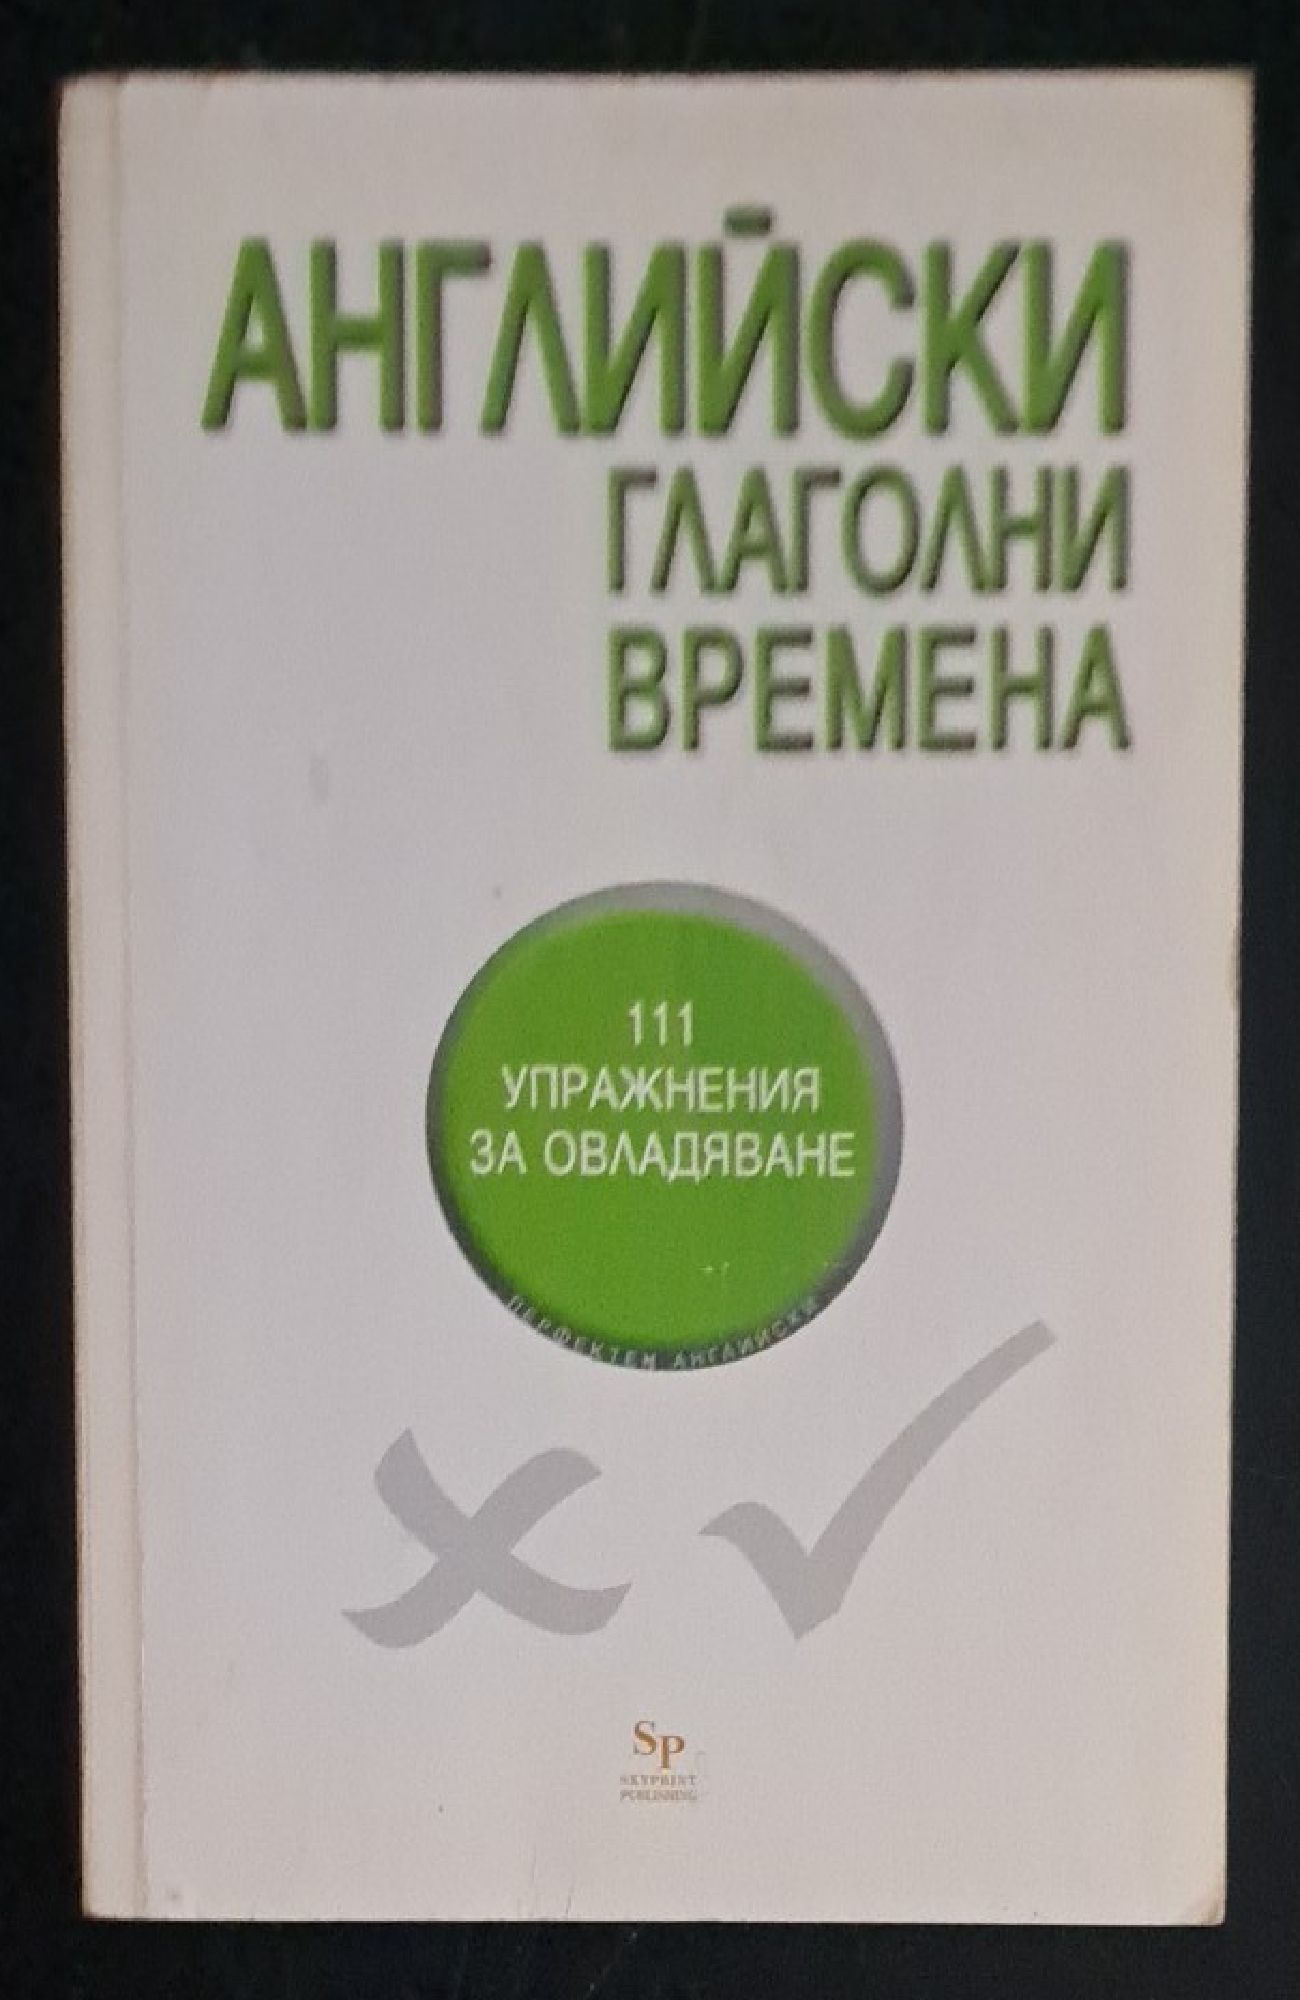 АНГЛИЙСКИ
ГЛАГОЛНИ
ВРЕМЕНА
111
УПРАЖНЕНИЯ
ЗА ОВЛАДЯВАНЕ
ПЕРФЕКТЕН АНГЛИЙСКИ
SP
SKYPRINT
PUBLISHING